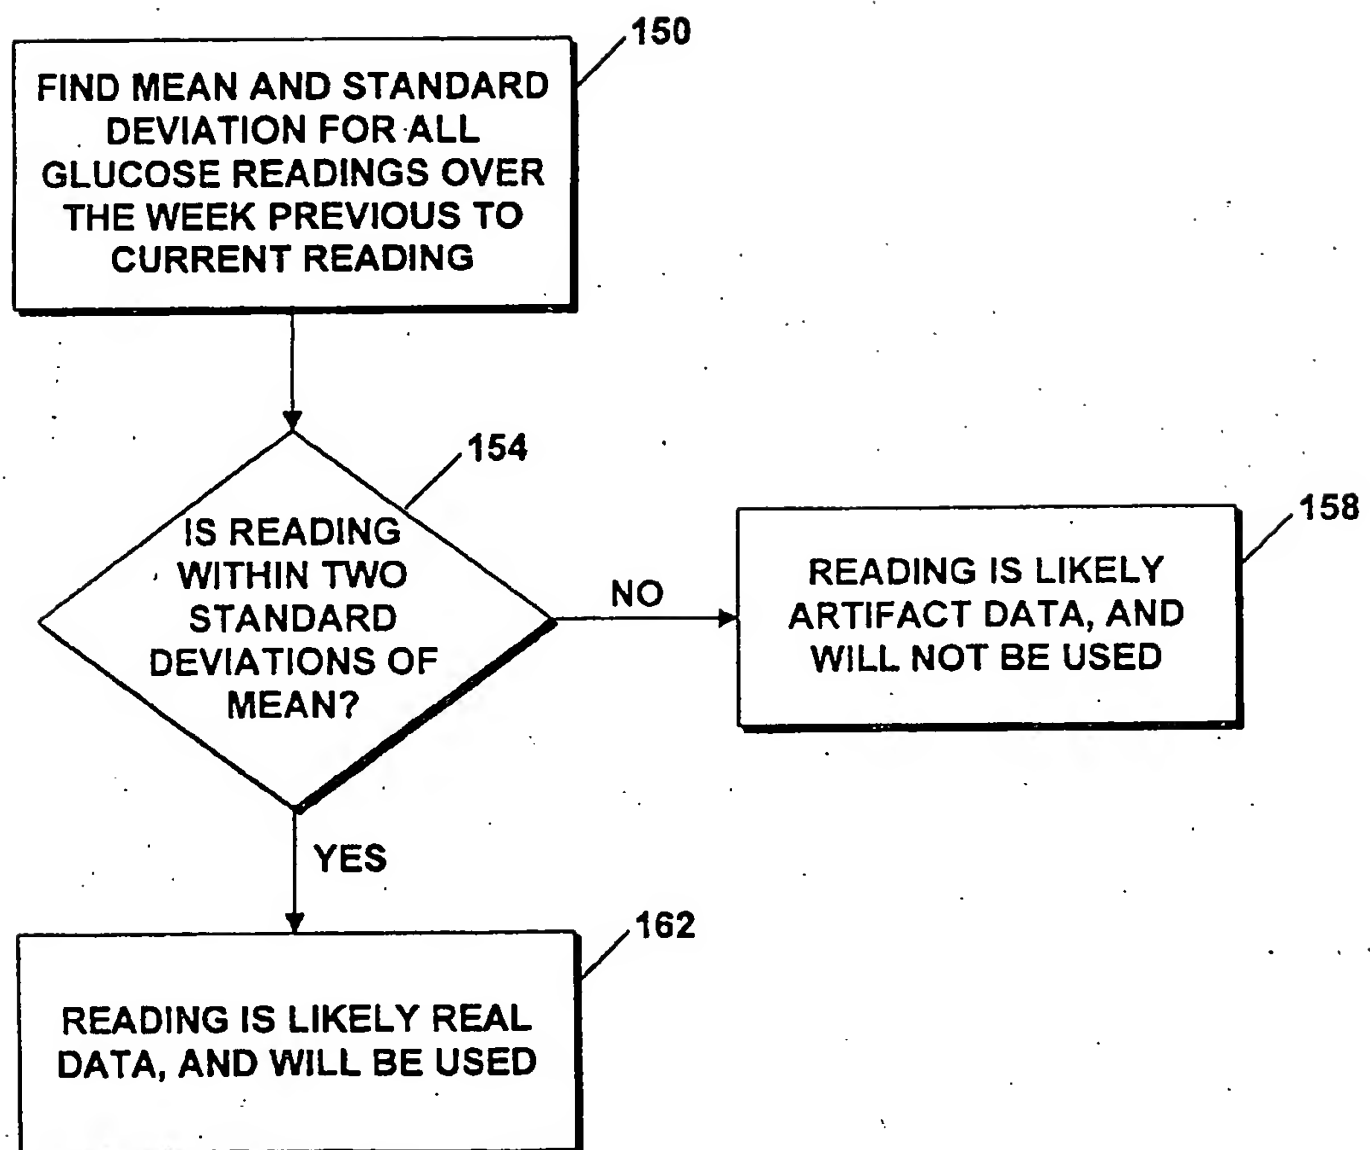 150
FIND MEAN AND STANDARD
DEVIATION FOR ALL
GLUCOSE READINGS OVER
THE WEEK PREVIOUS TO
CURRENT READING
154
IS READING
WITHIN TWO
STANDARD
DEVIATIONS OF
MEAN?
NO
158
READING IS LIKELY
ARTIFACT DATA, AND
WILL NOT BE USED
YES
162
READING IS LIKELY REAL
DATA, AND WILL BE USED